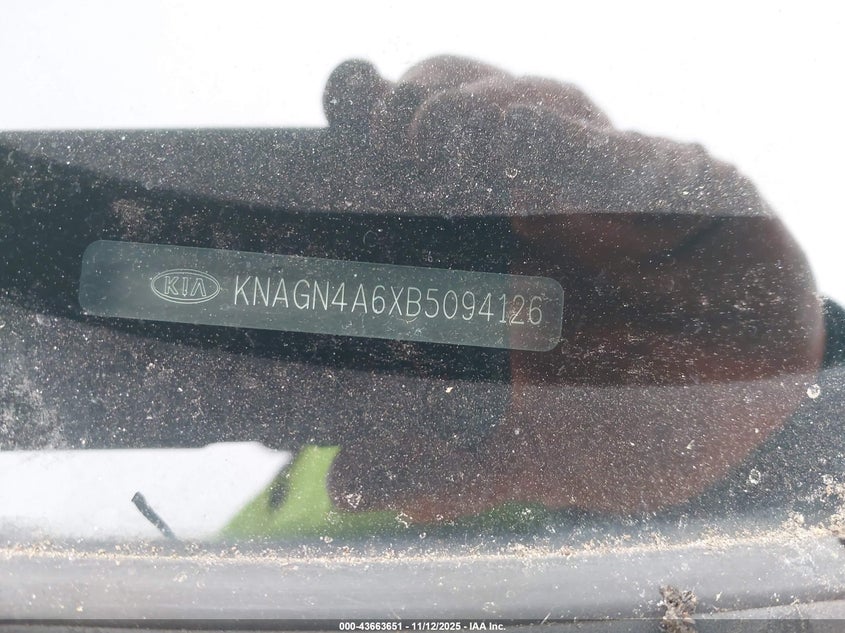 KIA KNAGN4A6XB5094126
000-43663651 - 11/12/2025 - IAA Inc.